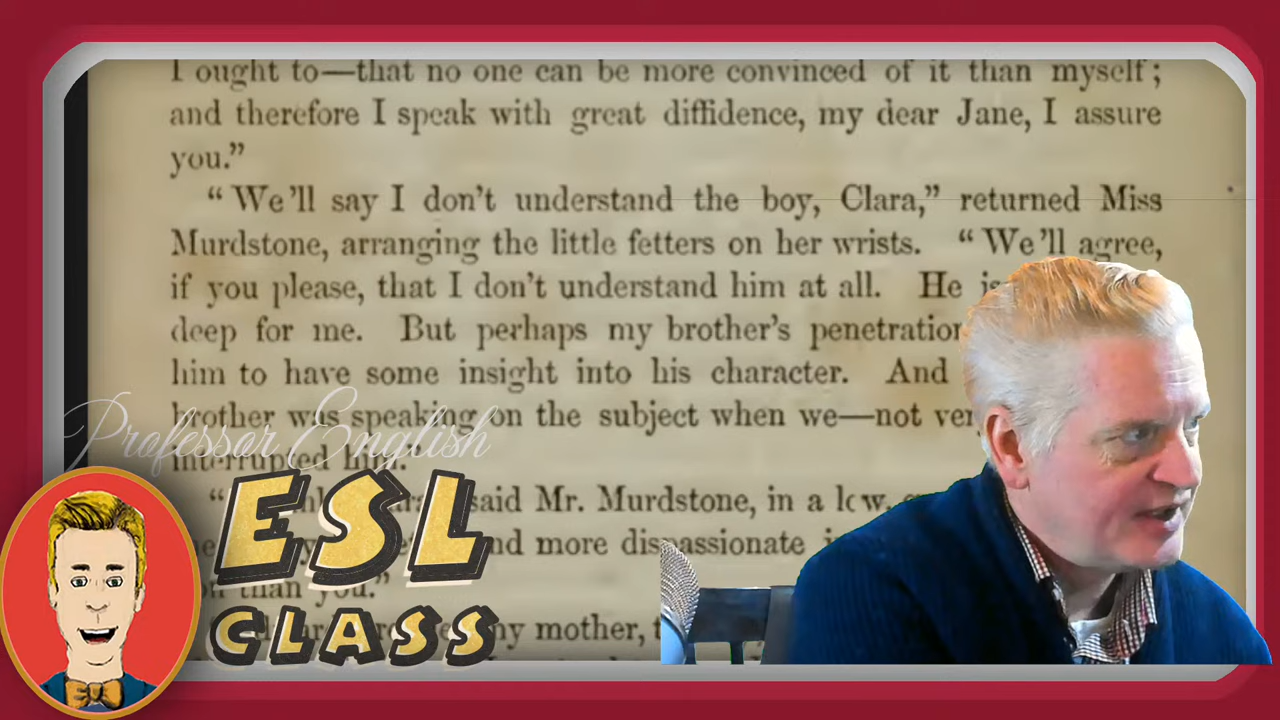 I ought to—that no one can be more convinced of it than myself;
and therefore I speak with great diffidence, my dear Jane, I assure
you.”
“We’ll say I don’t understand the boy, Clara,” returned Miss
Murdstone, arranging the little fetters on her wrists. “We’ll agree,
if you please, that I don’t understand him at all. He is
deep for me. But perhaps my brother’s penetration
him to have some insight into his character. And
brother was speaking on the subject when we—not
interrupted him.”
said Mr. Murdstone, in a low,
and more dispassionate
than you.”
my mother,
Professor English
ESL
CLASS